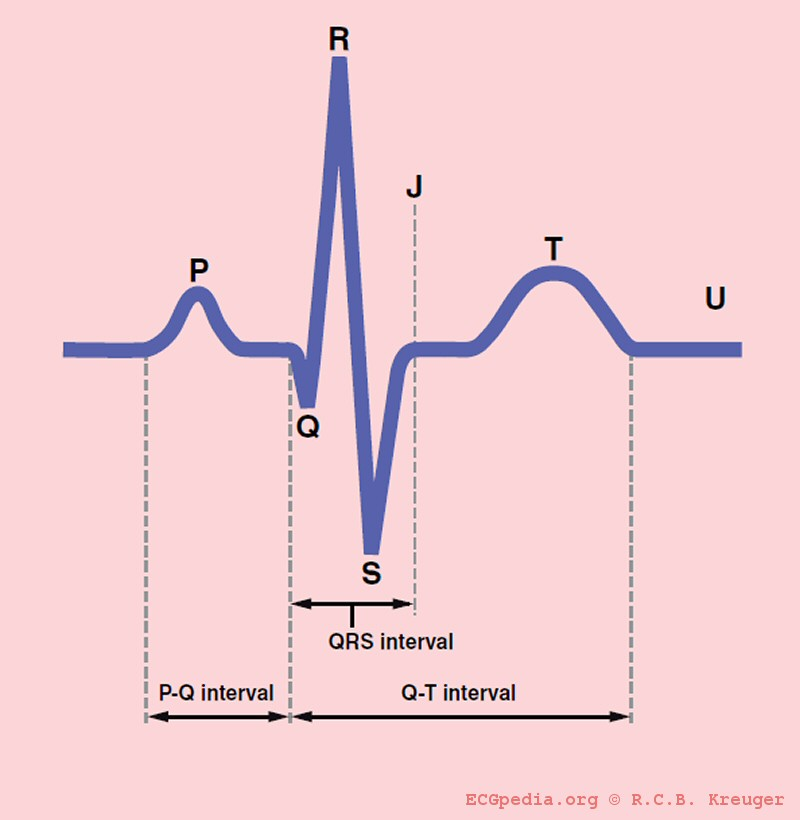 R
J
T
P
U
Q
S
QRS interval
P-Q interval
Q-T interval
ECGpedia.org © R.C.B. Kreuger